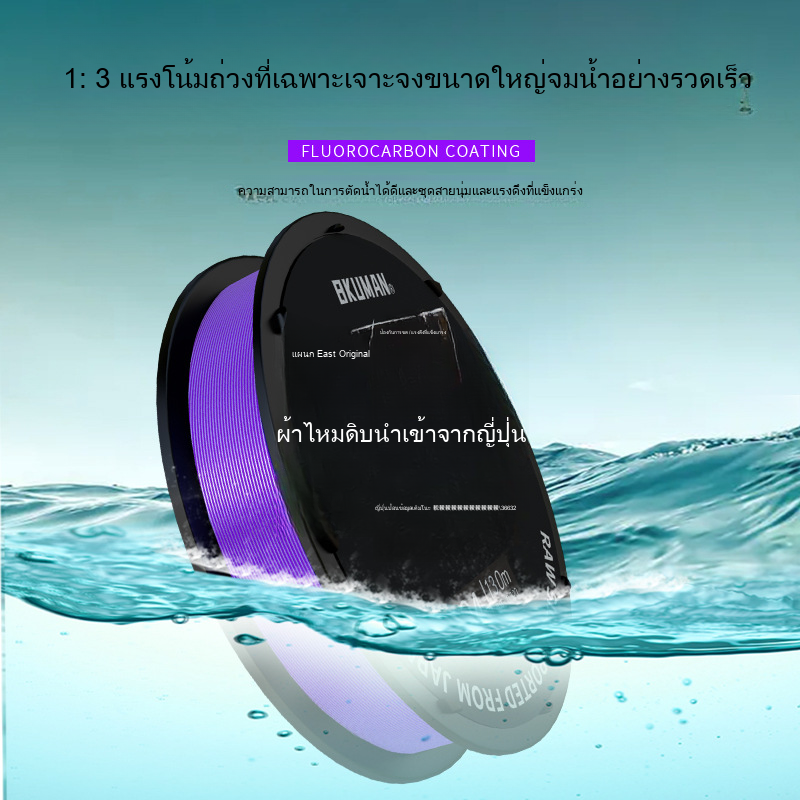 1: 3 แรงโน้มถ่วงที่เฉพาะเจาะจงขนาดใหญ่จมน้ำอย่างรวดเร็ว
FLUOROCARBON COATING
ความสามารถในการตัดน้ำได้ดีและชุดสายนุ่มและแรงดึงที่แข็งแกร่ง
BKUMAN®
แผนก East Original
ผ้าไหมดิบนำเข้าจากญี่ปุ่น
130m
RAW
PORTED FROM JAP